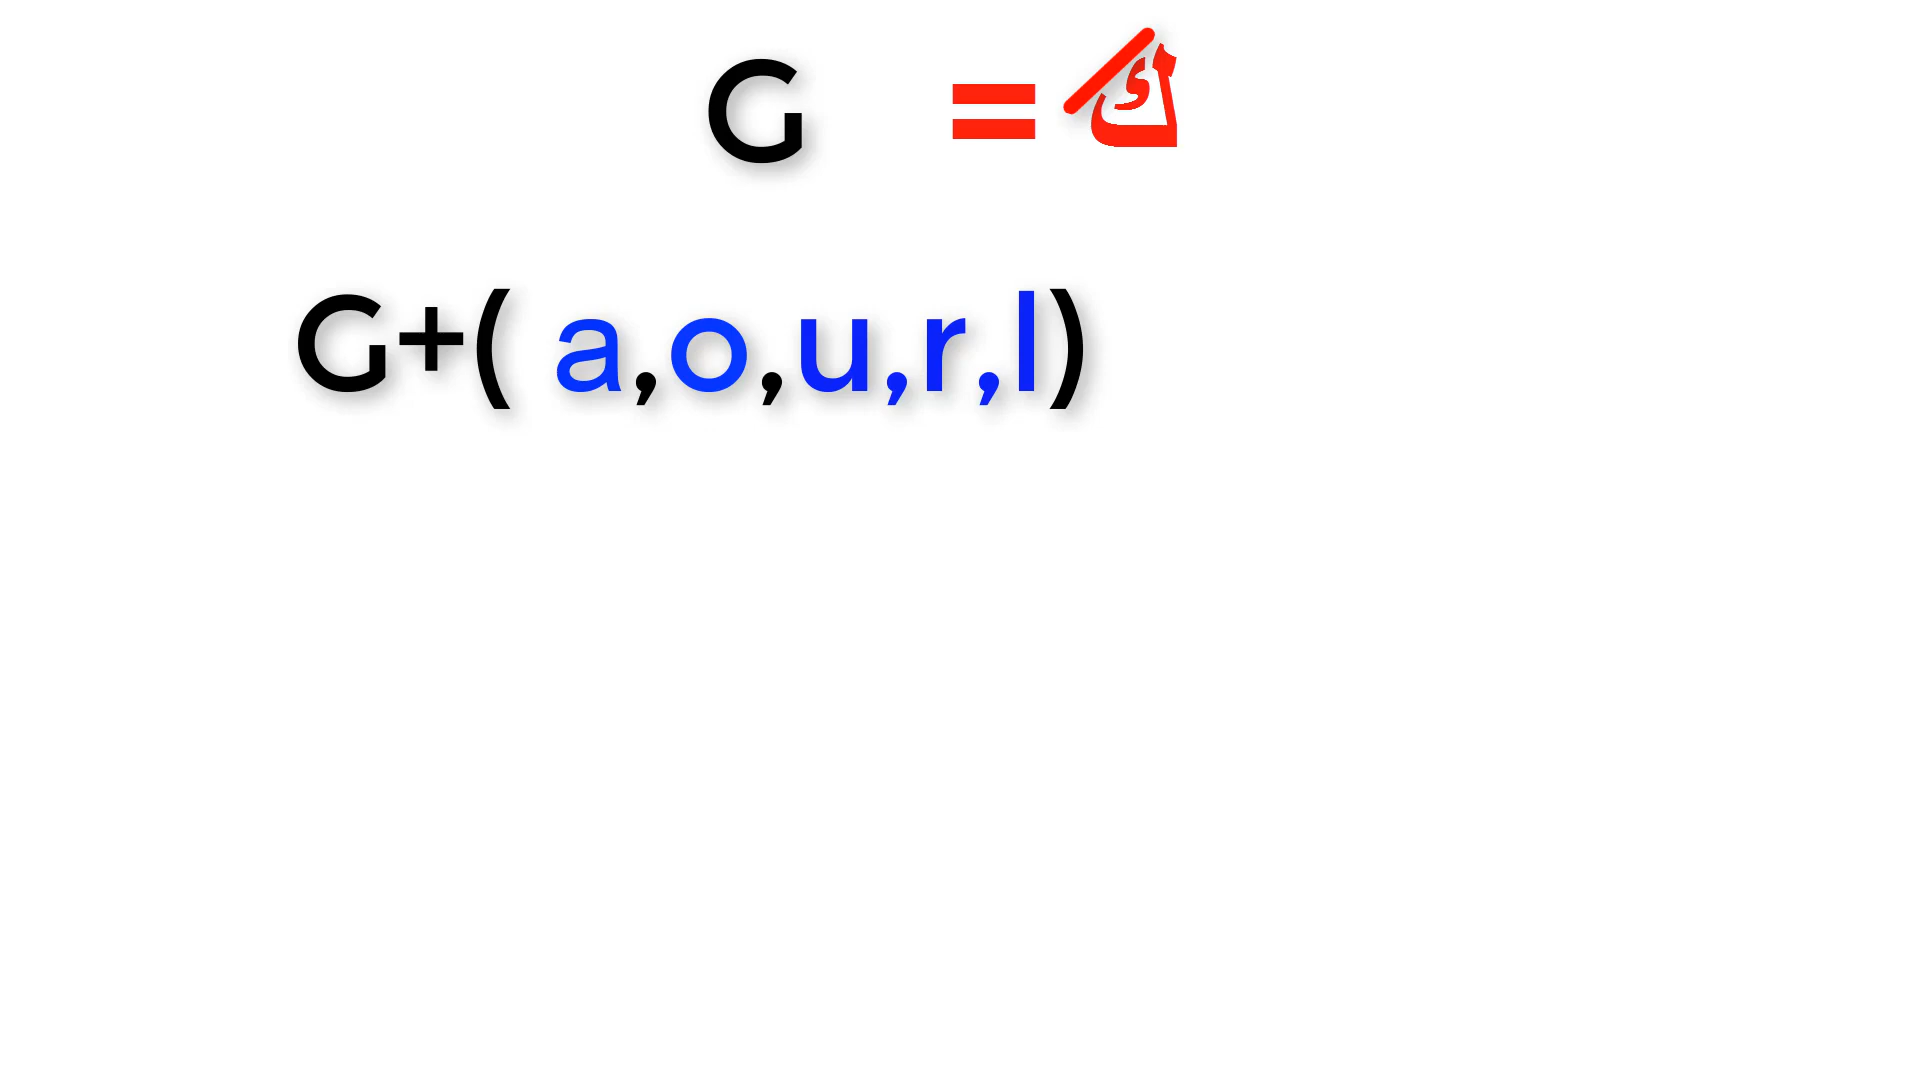 G = گ
G+( a,o,u,r,l)